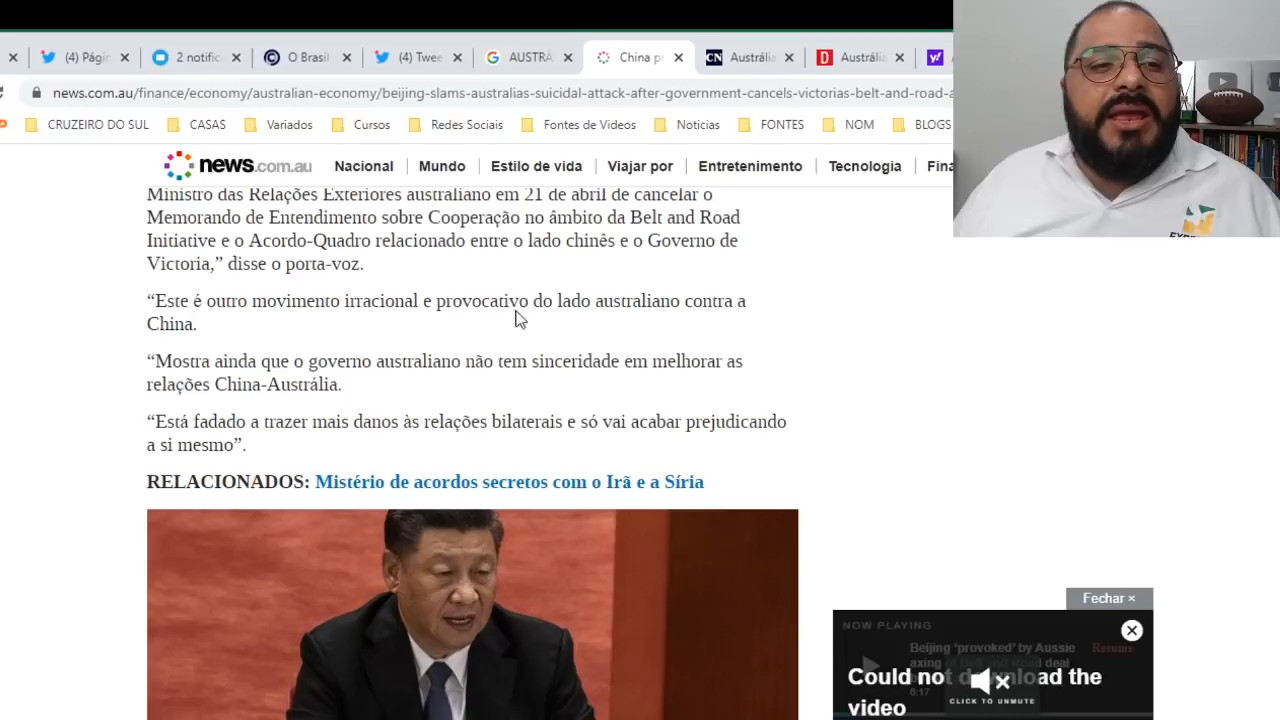 (4) Págin
2 notific
O Brasil
(4) Twee
AUSTRÁ
China pr
CN
Austrália
D
Austrália
y!
news.com.au/finance/economy/australian-economy/beijing-slams-australias-suicidal-attack-after-government-cancels-victorias-belt-and-road-a
CRUZEIRO DO SUL
CASAS
Variados
Cursos
Redes Sociais
Fontes de Videos
Noticias
FONTES
NOM
BLOGS
news.com.au
Nacional
Mundo
Estilo de vida
Viajar por
Entretenimento
Tecnologia
Fina
Ministro das Relações Exteriores australiano em 21 de abril de cancelar o
Memorando de Entendimento sobre Cooperação no âmbito da Belt and Road
Initiative e o Acordo-Quadro relacionado entre o lado chinês e o Governo de
Victoria,” disse o porta-voz.
“Este é outro movimento irracional e provocativo do lado australiano contra a
China.
“Mostra ainda que o governo australiano não tem sinceridade em melhorar as
relações China-Austrália.
“Está fadado a trazer mais danos às relações bilaterais e só vai acabar prejudicando
a si mesmo”.
RELACIONADOS: Mistério de acordos secretos com o Irã e a Síria
Fechar ×
NOW PLAYING
Beijing ‘provoked’ by Aussie
axing of Belt and Road deal
6:17
Resume
Could not download the
video
CLICK TO UNMUTE